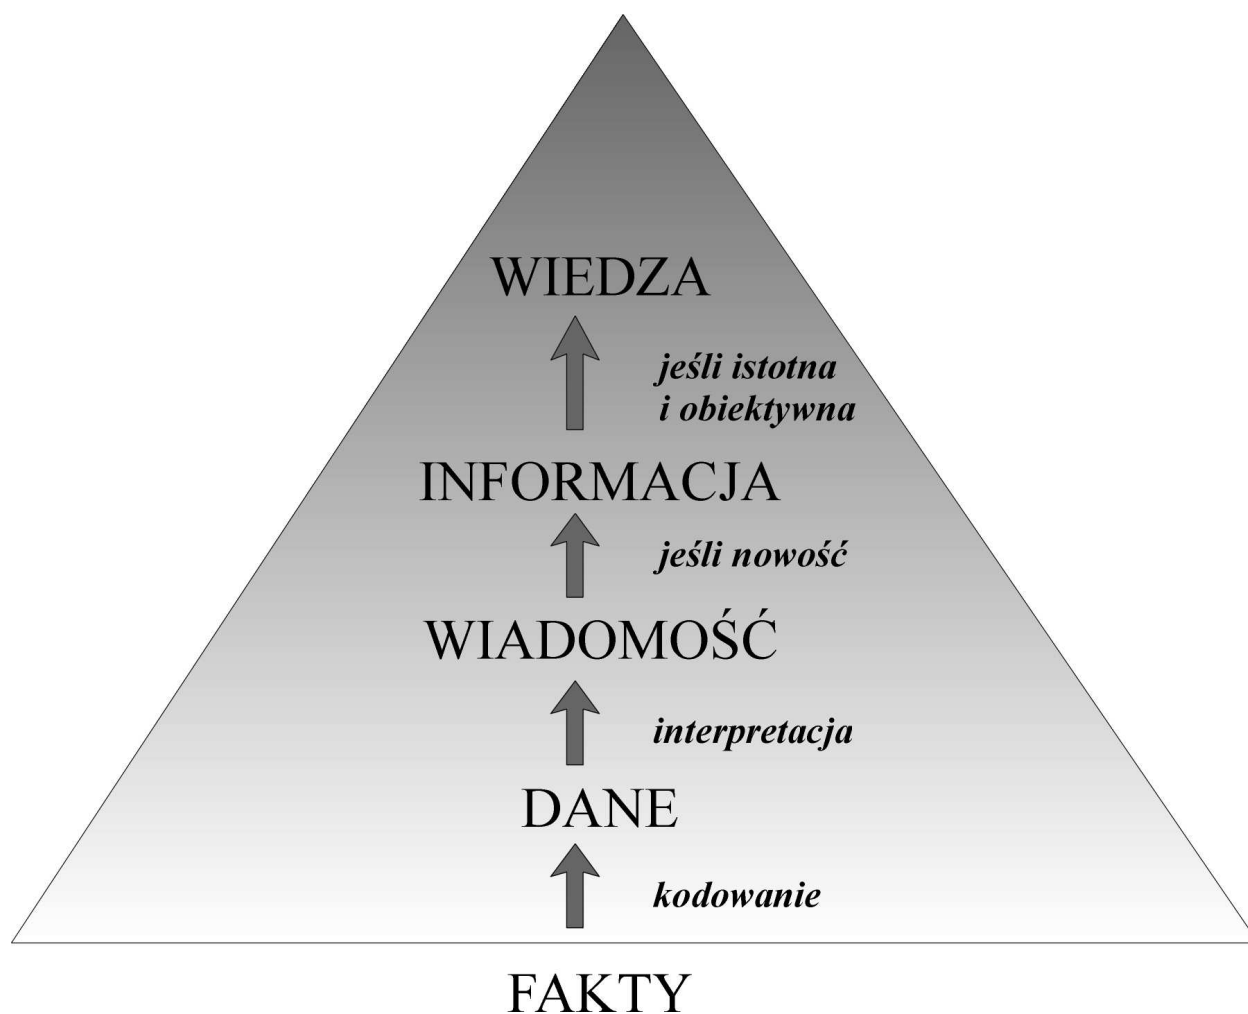 WIEDZA
jeśli istotna
i obiektywna
INFORMACJA
jeśli nowość
WIADOMOŚĆ
interpretacja
DANE
kodowanie
FAKTY